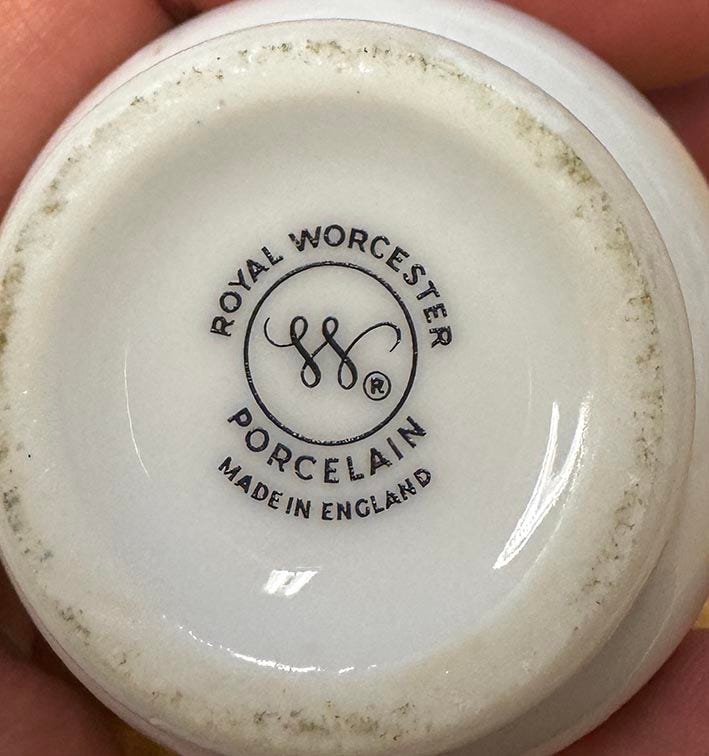 ROYAL WORCESTER
W
®
PORCELAIN
MADE IN ENGLAND